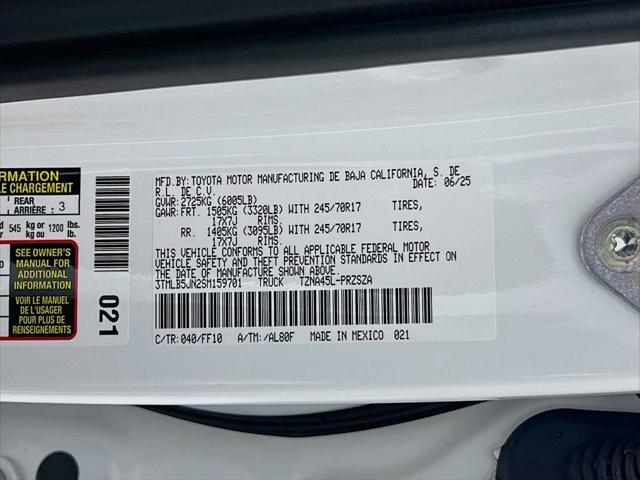 FORMATION
LE CHARGEMENT
REAR
ARRIÈRE : 3
545 kg or 1200 lbs.
kg ou lb.
SEE OWNER'S
MANUAL FOR
ADDITIONAL
INFORMATION
VOIR LE MANUEL
DE L'USAGER
POUR PLUS DE
RENSEIGNEMENTS
021
MFD.BY:TOYOTA MOTOR MANUFACTURING DE BAJA CALIFORNIA, S. DE
R.L. DE C.V. DATE: 06/25
GVWR: 2725KG (6005LB)
GAWR:FRT. 1505KG (3320LB) WITH 245/70R17 TIRES,
17X7J RIMS.
RR. 1405KG (3095LB) WITH 245/70R17 TIRES,
17X7J RIMS.
THIS VEHICLE CONFORMS TO ALL APPLICABLE FEDERAL MOTOR
VEHICLE SAFETY AND THEFT PREVENTION STANDARDS IN EFFECT ON
THE DATE OF MANUFACTURE SHOWN ABOVE.
3TMLB5JN2SM159701 TRUCK TZNA45L-PRZSZA
C/TR:040/FF10 A/TM:/AL80F MADE IN MEXICO 021